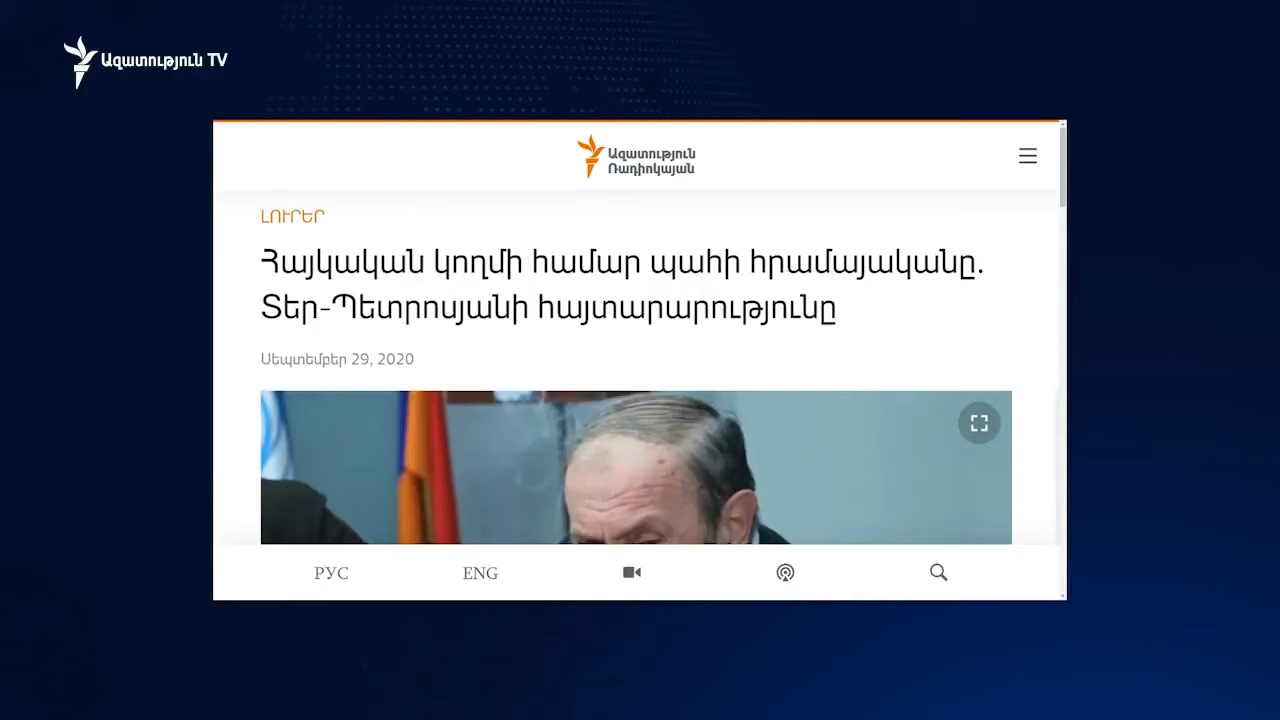 Ազատություն TV
Ազատություն
Ռադիոկայան
ԼՈՒՐԵՐ
Հայկական կողմի համար պահի հրամայականը.
Տեր-Պետրոսյանի հայտարարությունը
Սեպտեմբեր 29, 2020
РУС ENG